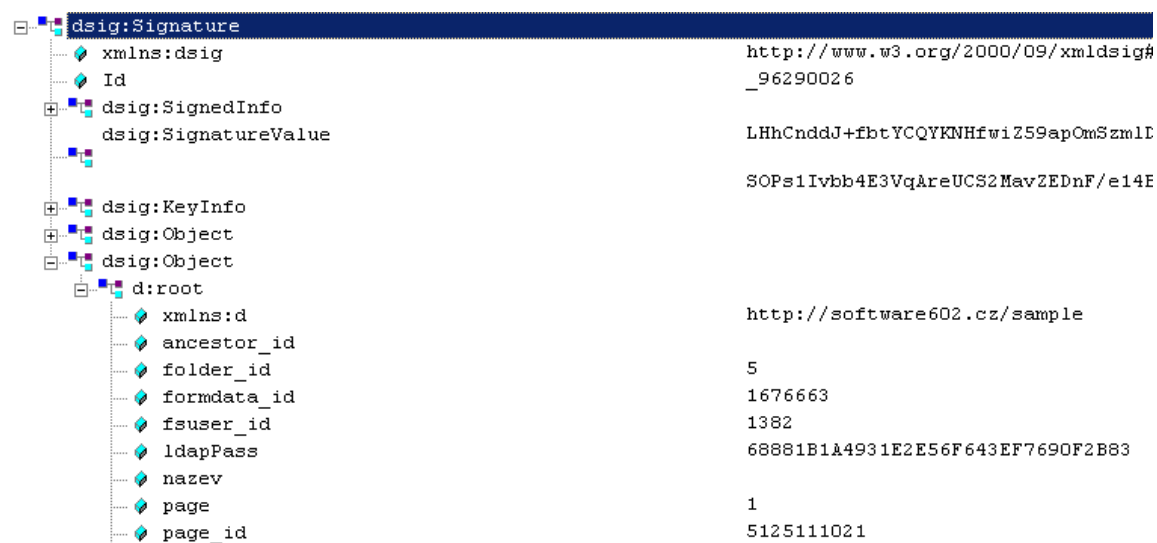 dsig:Signature
xmlns:dsig http://www.w3.org/2000/09/xmldsig#
Id _96290026
dsig:SignedInfo
dsig:SignatureValue LHhCnddJ+fbtYCQYKNHfwiZ59apOmSzmlD
SOPs1Ivbb4E3VqAreUCS2MavZEDnF/e14E
dsig:KeyInfo
dsig:Object
dsig:Object
d:root
xmlns:d http://software602.cz/sample
ancestor_id
folder_id 5
formdata_id 1676663
fsuser_id 1382
ldapPass 68881B1A4931E2E56F643EF7690F2B83
nazev
page 1
page_id 5125111021